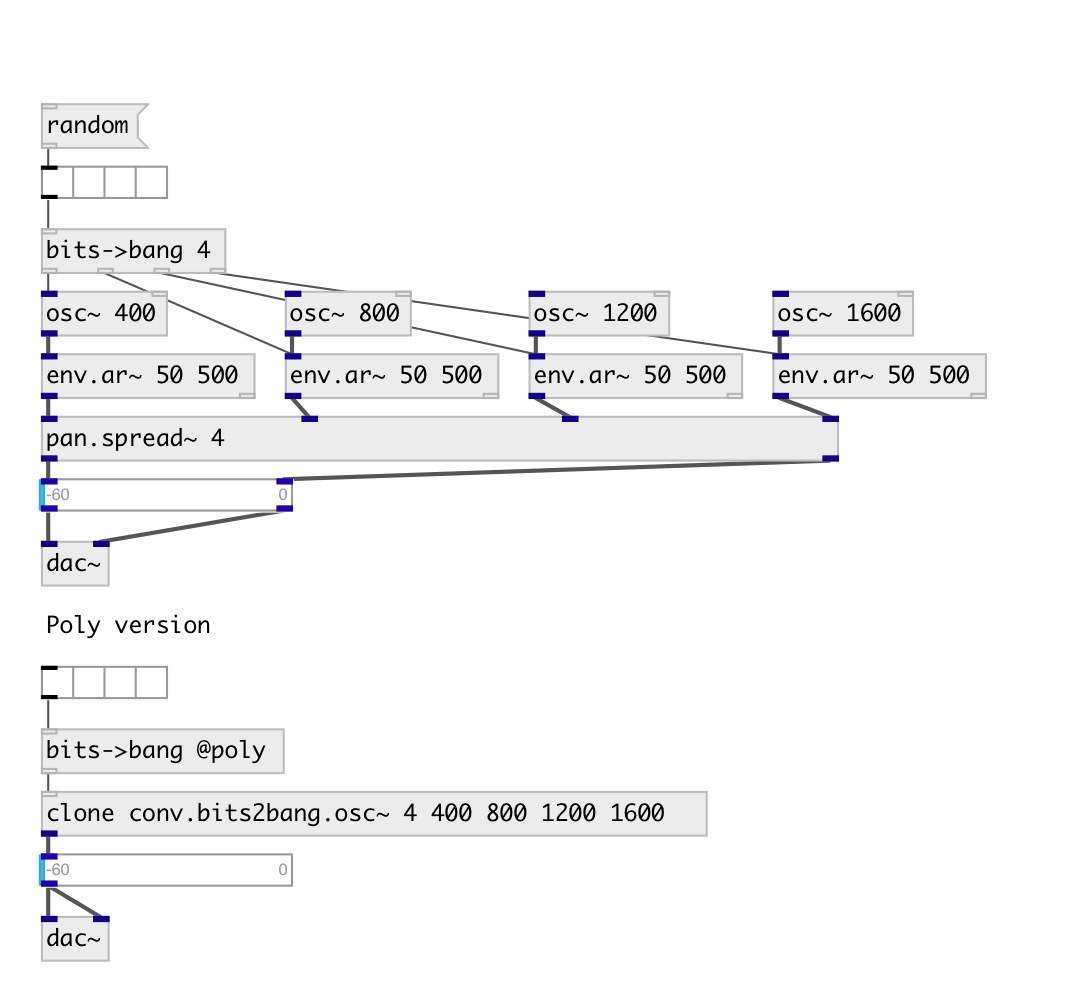 random
bits->bang 4
osc~ 400 osc~ 800 osc~ 1200 osc~ 1600
env.ar~ 50 500 env.ar~ 50 500 env.ar~ 50 500 env.ar~ 50 500
pan.spread~ 4
-60 0
dac~
Poly version
bits->bang @poly
clone conv.bits2bang.osc~ 4 400 800 1200 1600
-60 0
dac~